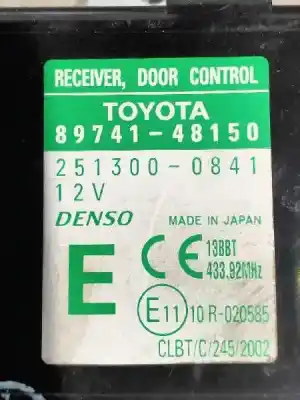 RECEIVER, DOOR CONTROL
TOYOTA
89741-48150
251300-0841
12V
DENSO MADE IN JAPAN
E CE 13BBT
433.92MHz
E11 10R-020585
CLBT/C/245/2002